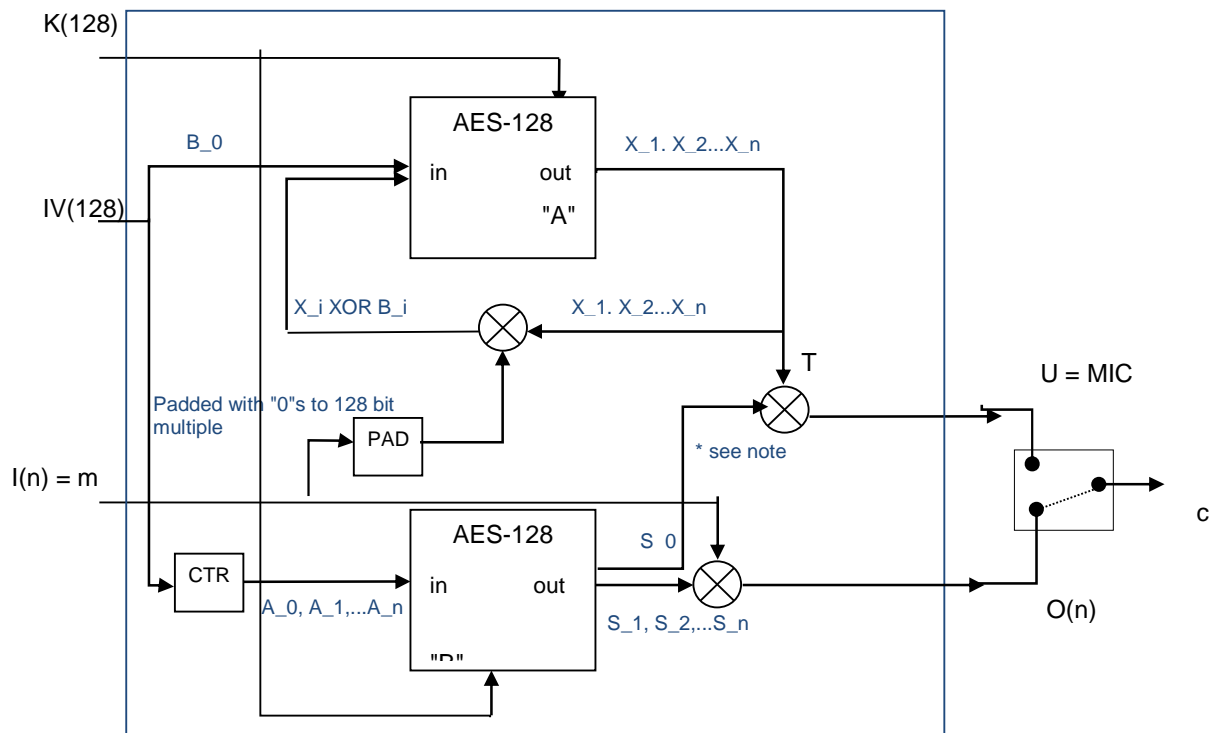 K(128)
AES-128
B_0
X_1. X_2...X_n
in
out
IV(128)
"A"
X_i XOR B_i
X_1. X_2...X_n
T
U = MIC
Padded with "0"s to 128 bit
multiple
PAD
* see note
I(n) = m
AES-128
S_0
c
CTR
in
out
A_0, A_1,...A_n
O(n)
S_1, S_2,...S_n